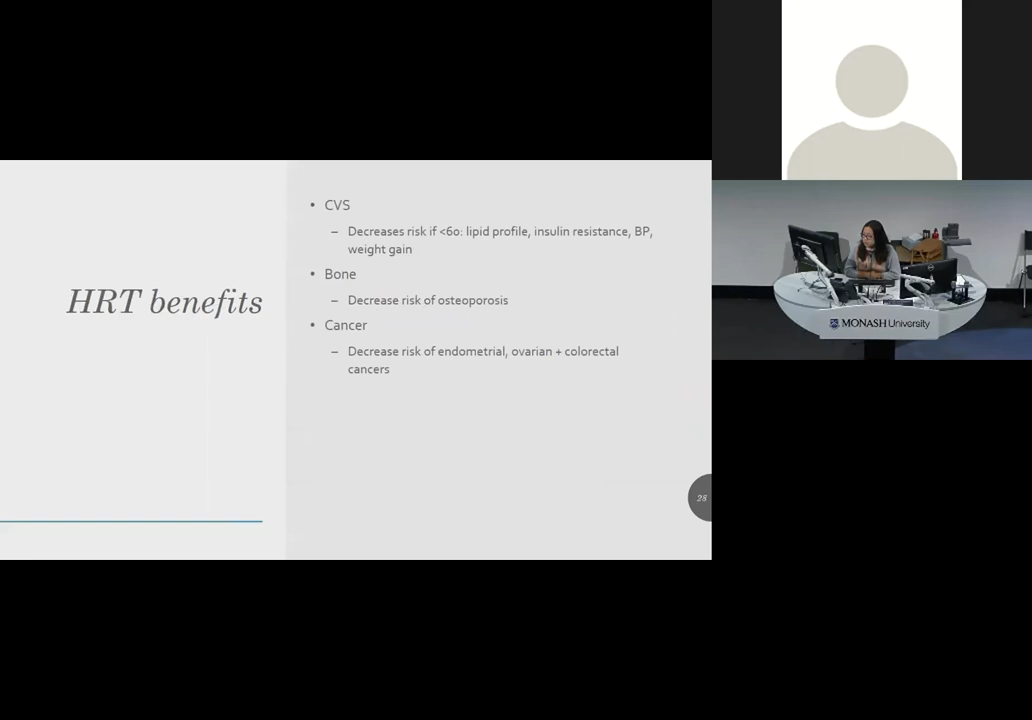 HRT benefits
• CVS
– Decreases risk if <60: lipid profile, insulin resistance, BP,
weight gain
• Bone
– Decrease risk of osteoporosis
• Cancer
– Decrease risk of endometrial, ovarian + colorectal
cancers
28
MONASH University